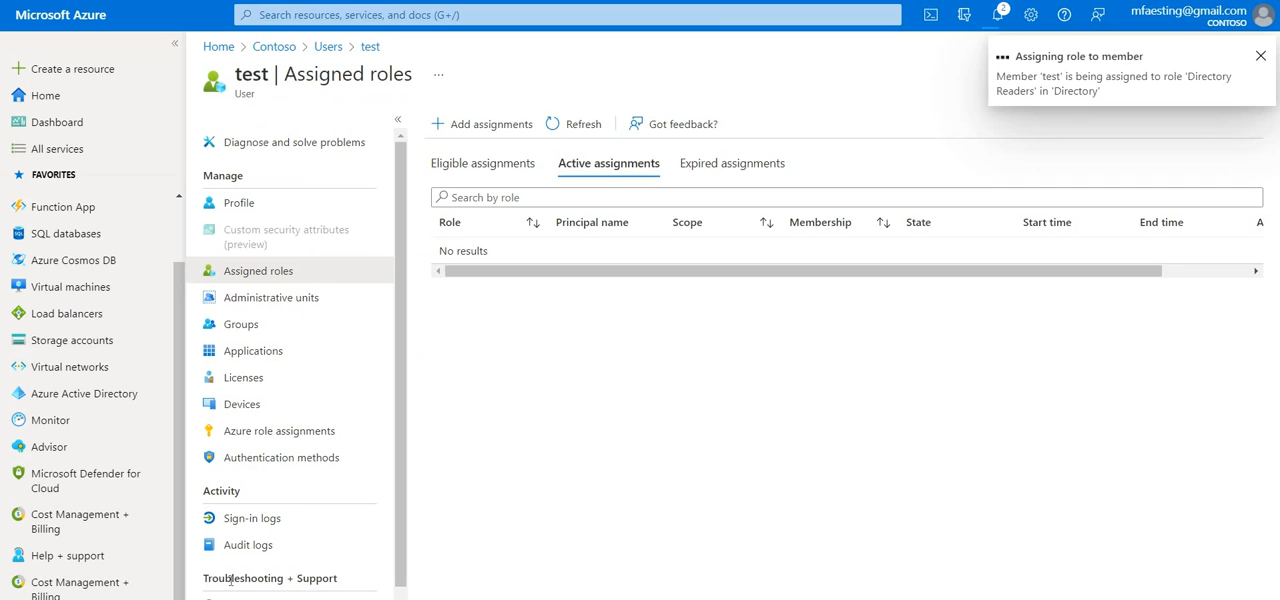 Microsoft Azure
Search resources, services, and docs (G+/)
2
mfaesting@gmail.com
CONTOSO
Create a resource
Home
Dashboard
All services
FAVORITES
Function App
SQL databases
Azure Cosmos DB
Virtual machines
Load balancers
Storage accounts
Virtual networks
Azure Active Directory
Monitor
Advisor
Microsoft Defender for
Cloud
Cost Management +
Billing
Help + support
Cost Management +
Billing
Home > Contoso > Users > test
test | Assigned roles ...
User
Diagnose and solve problems
Manage
Profile
Custom security attributes
(preview)
Assigned roles
Administrative units
Groups
Applications
Licenses
Devices
Azure role assignments
Authentication methods
Activity
Sign-in logs
Audit logs
Troubleshooting + Support
Add assignments Refresh Got feedback?
Eligible assignments Active assignments Expired assignments
Search by role
Role Principal name Scope Membership State Start time End time A
No results
Assigning role to member
Member 'test' is being assigned to role 'Directory
Readers' in 'Directory'